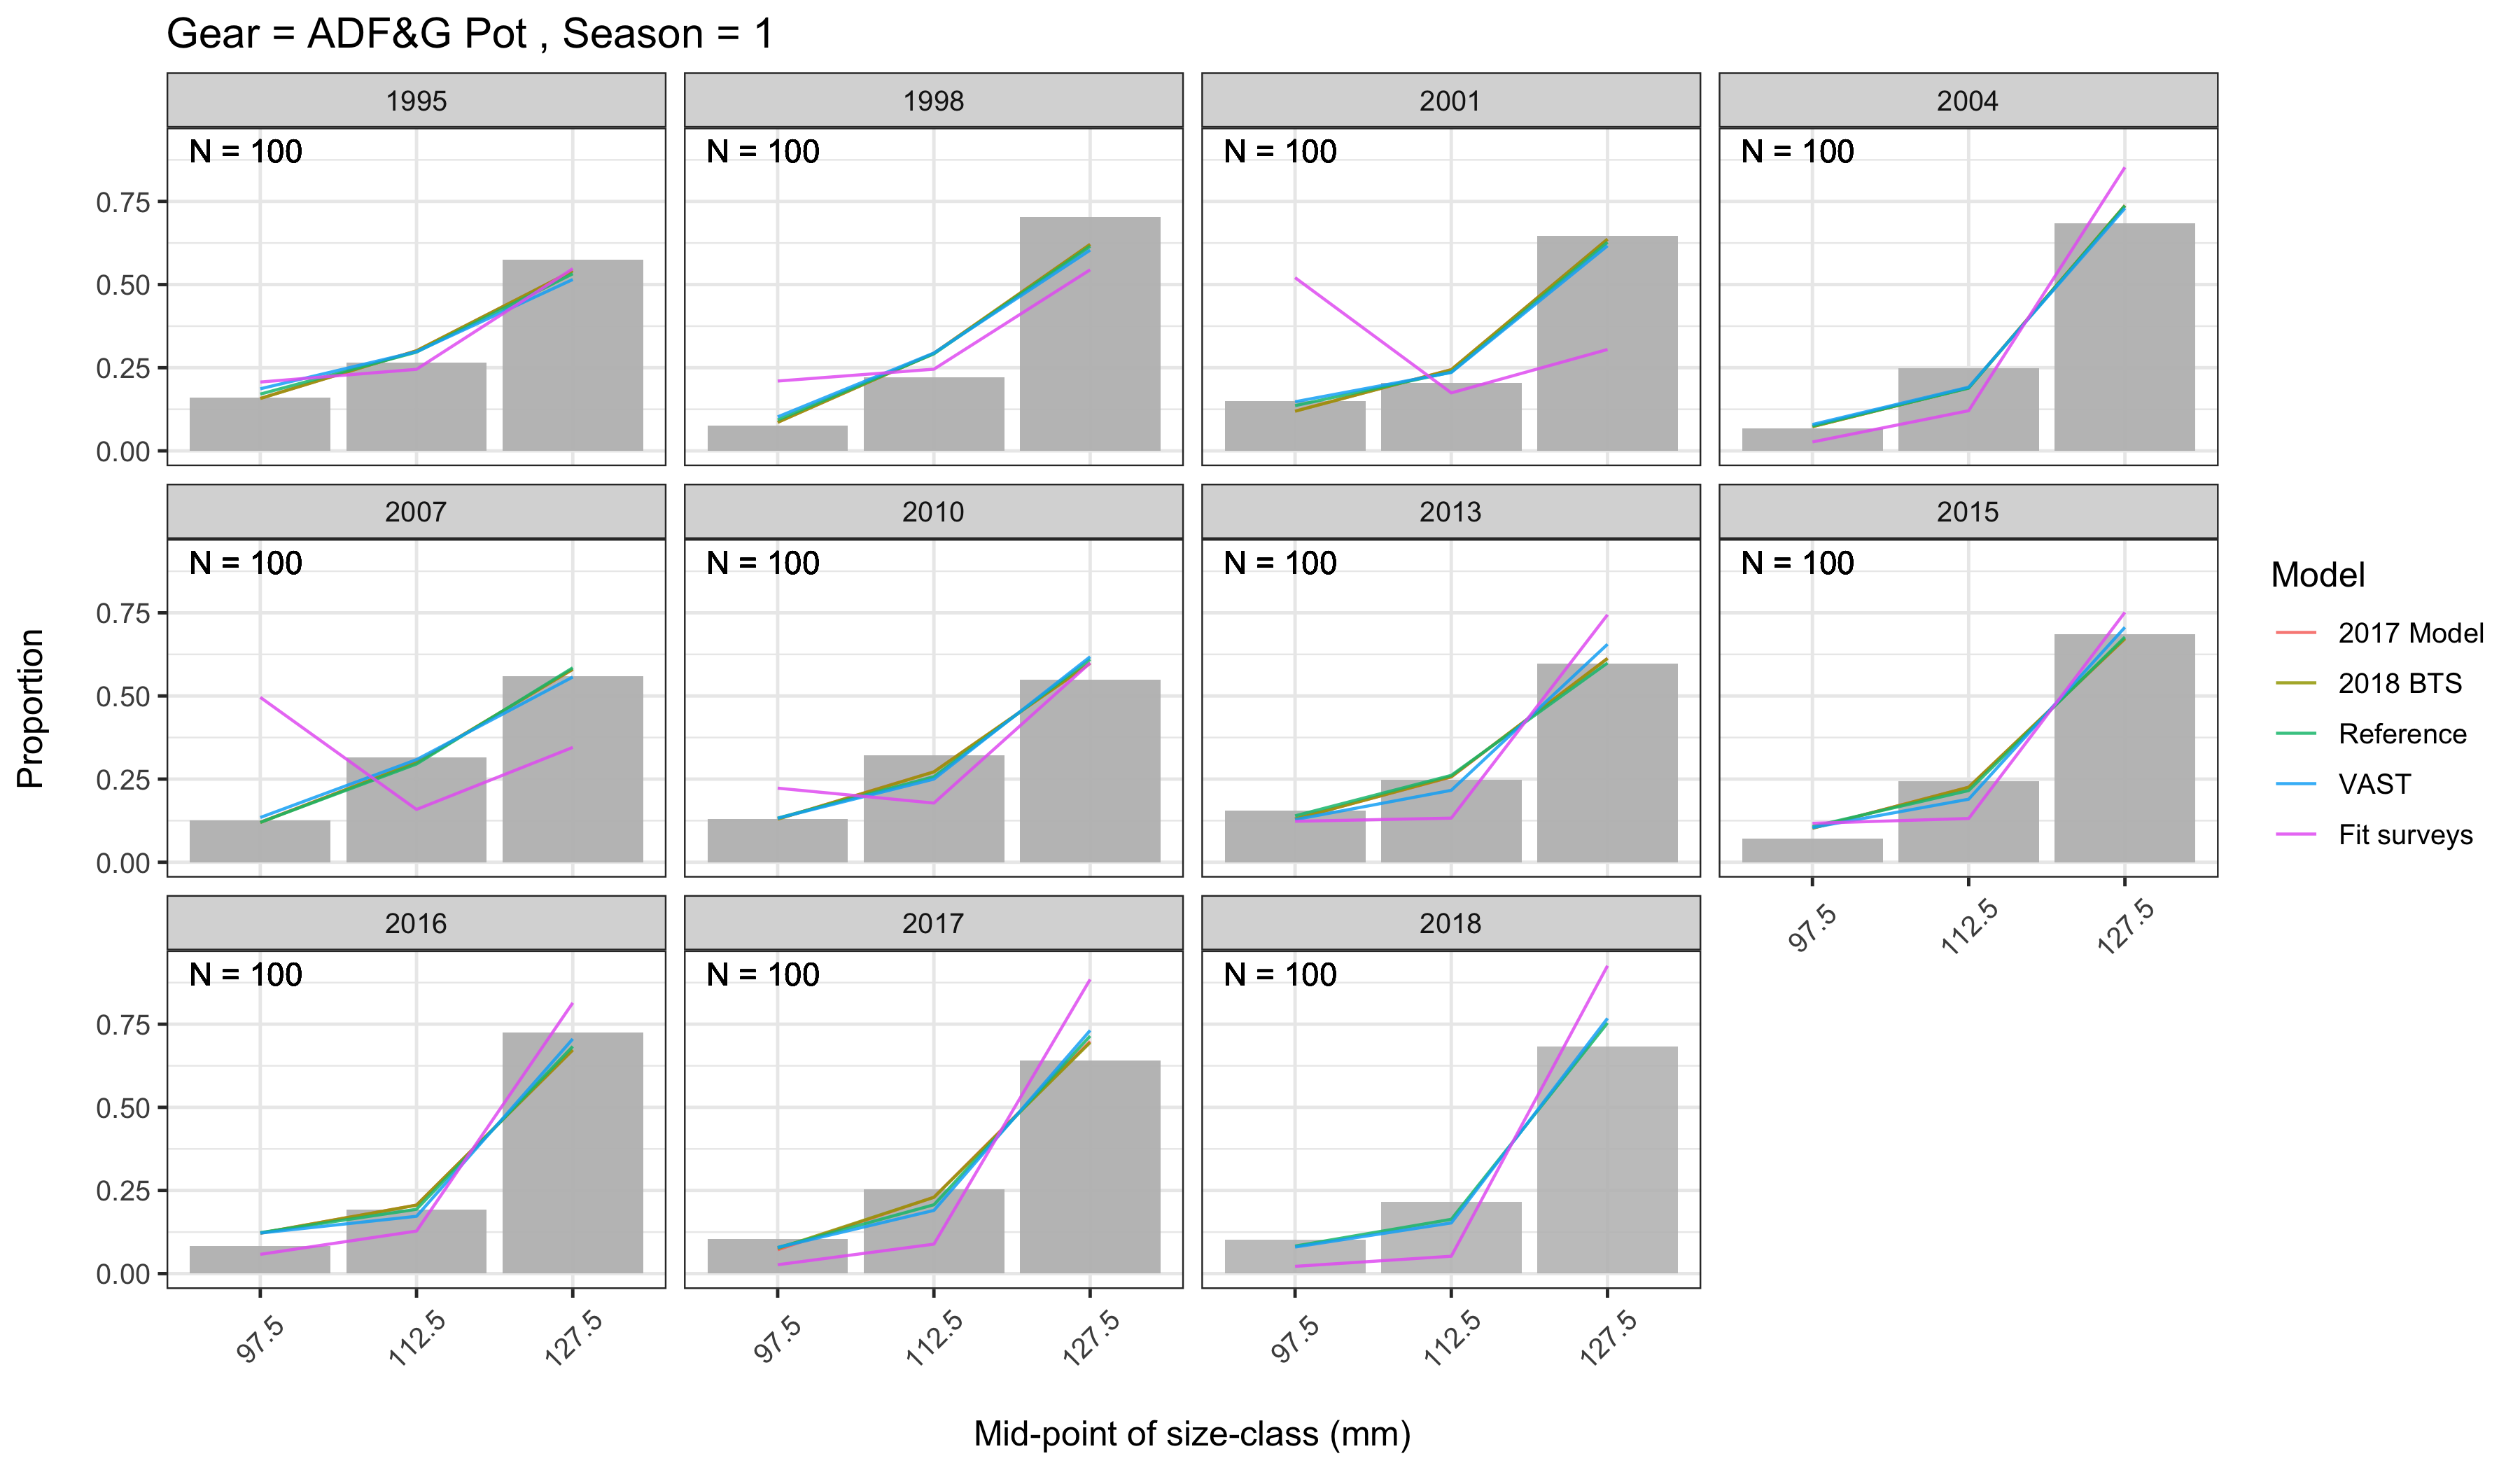 Gear = ADF&G Pot , Season = 1
1995 1998 2001 2004
N = 100 N = 100 N = 100 N = 100
0.75
0.50
0.25
0.00
2007 2010 2013 2015
N = 100 N = 100 N = 100 N = 100
0.75
0.50
0.25
0.00
97.5 112.5 127.5
2016 2017 2018
N = 100 N = 100 N = 100
0.75
0.50
0.25
0.00
97.5 112.5 127.5 97.5 112.5 127.5 97.5 112.5 127.5
Mid-point of size-class (mm)
Proportion
Model
2017 Model
2018 BTS
Reference
VAST
Fit surveys